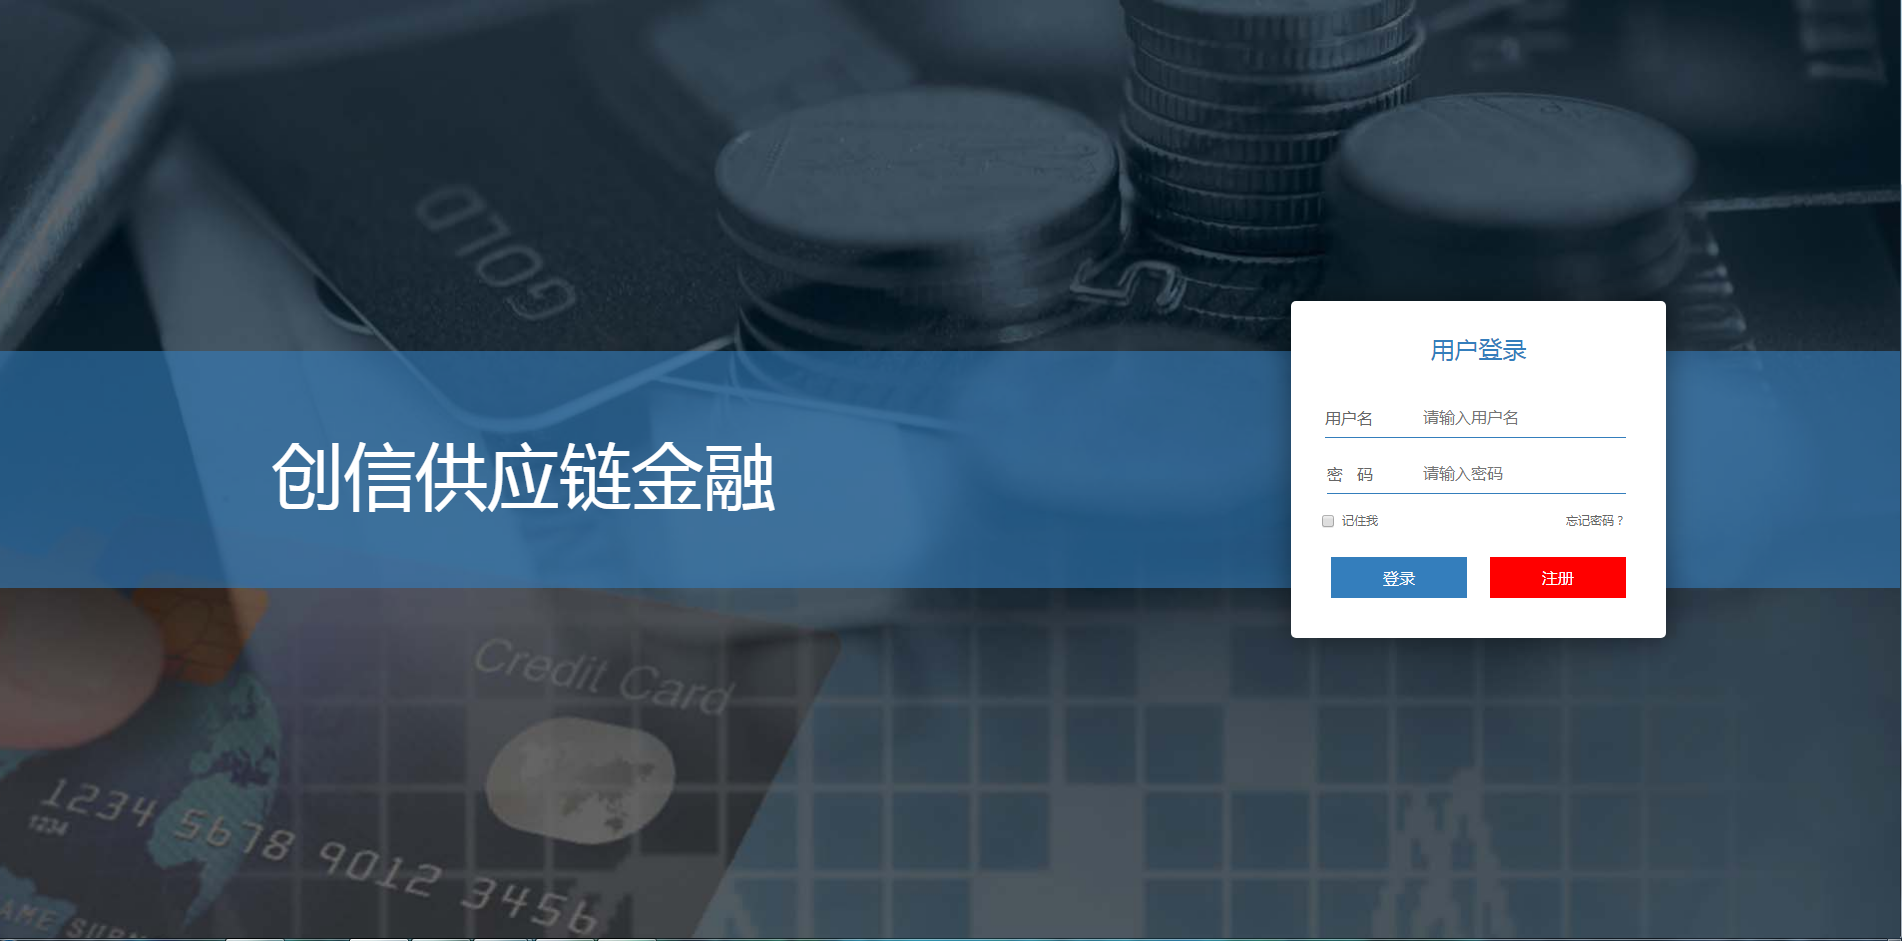 GOLD
5
创信供应链金融
用户登录
用户名 请输入用户名
密 码 请输入密码
记住我 忘记密码？
登录 注册
Credit Card
1234 5678 9012 3456
1234